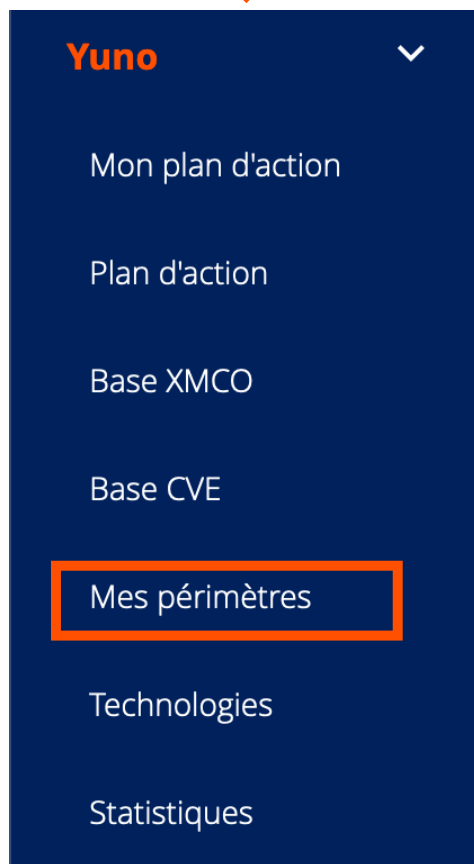 Yuno
Mon plan d'action
Plan d'action
Base XMCO
Base CVE
Mes périmètres
Technologies
Statistiques